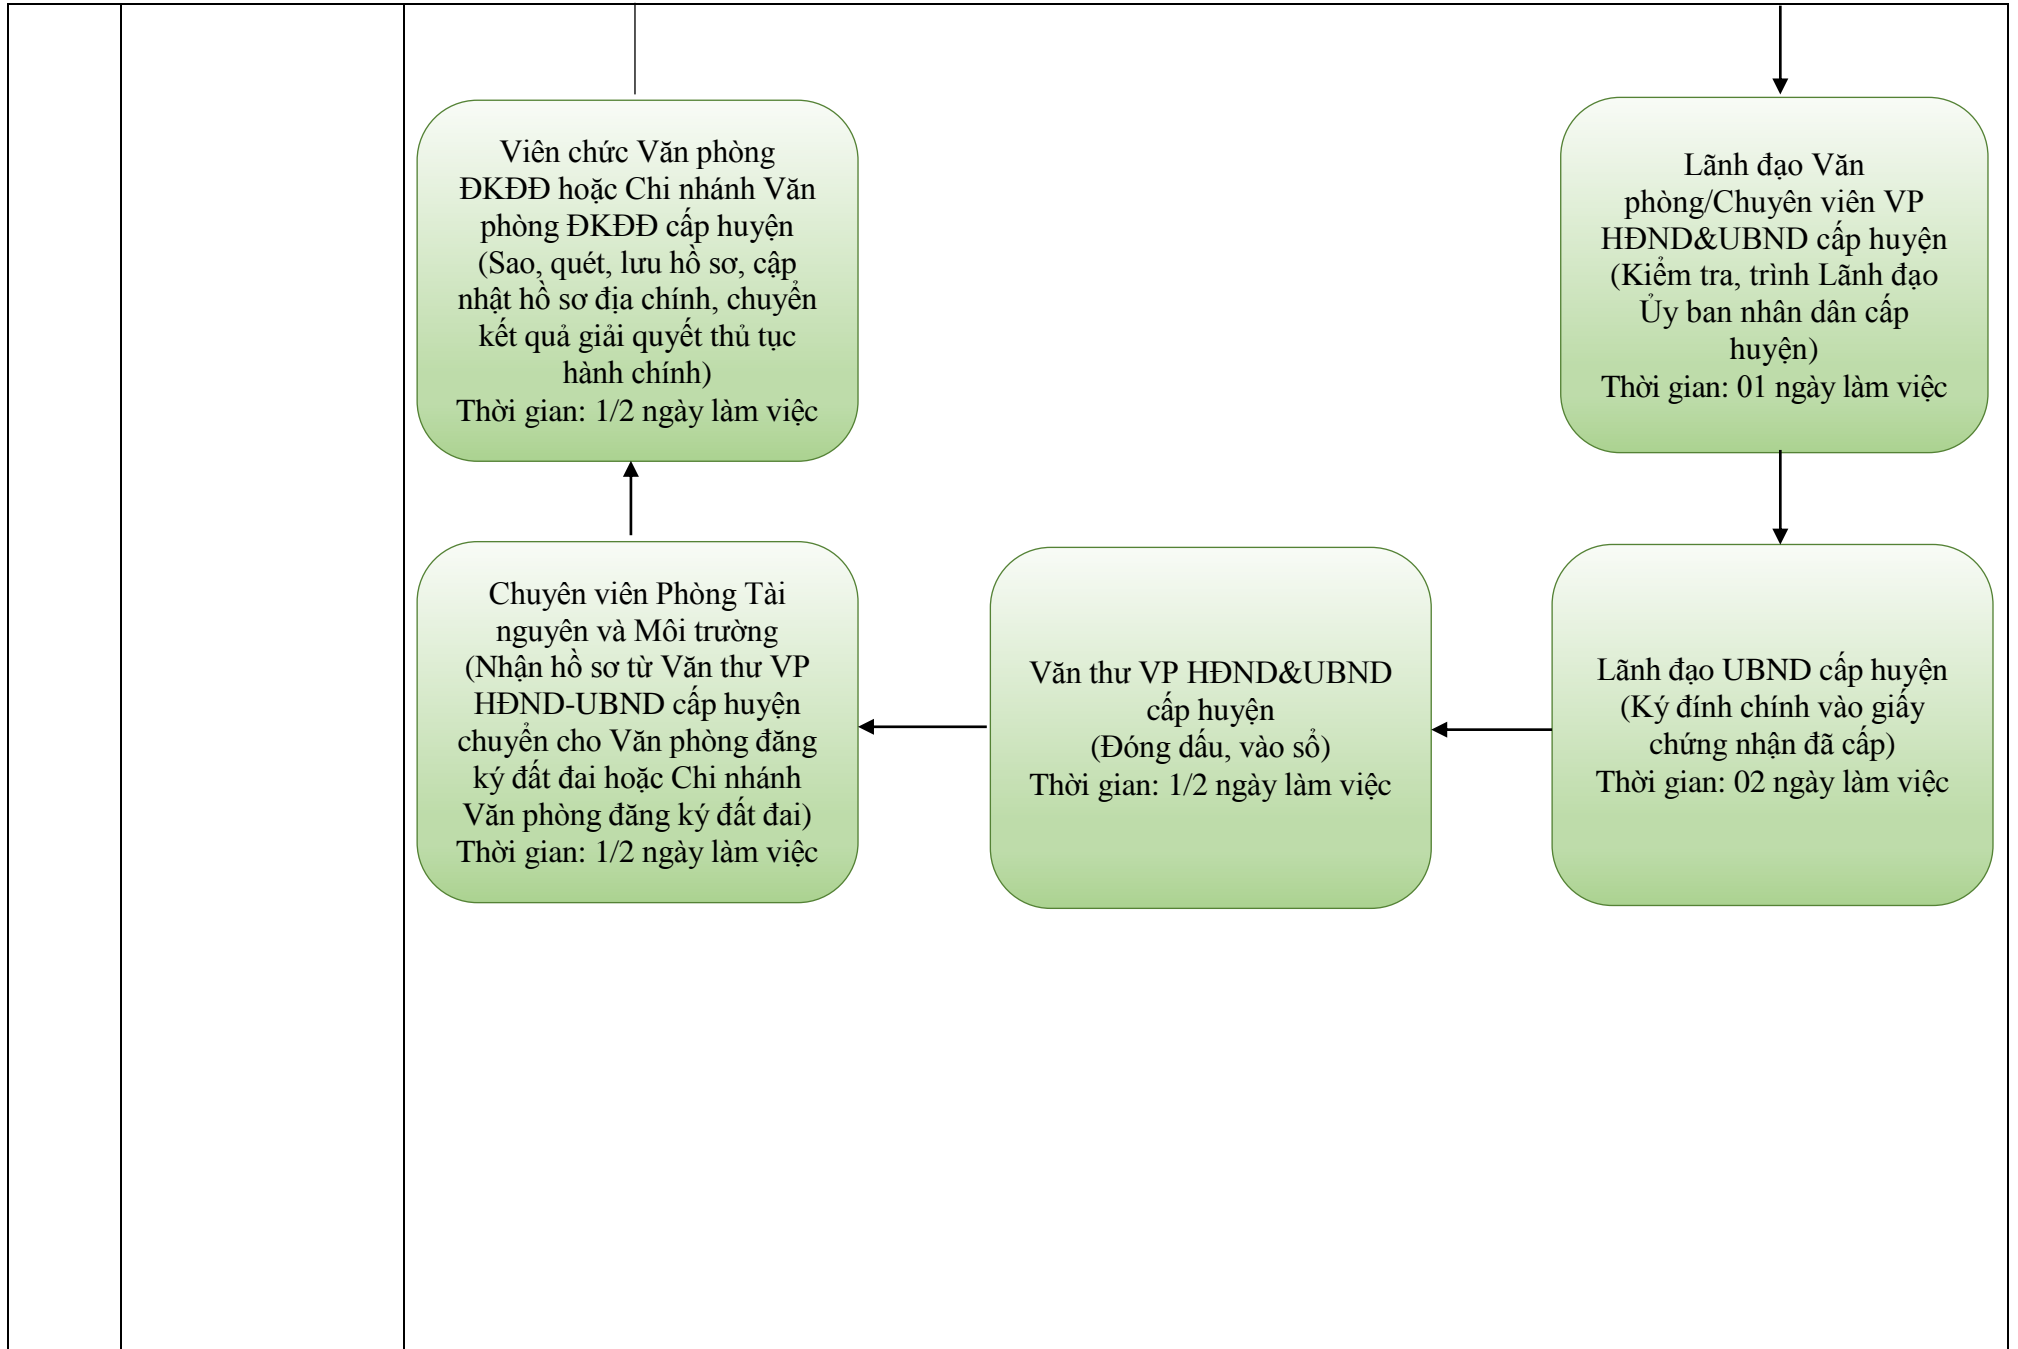 Viên chức Văn phòng
ĐKĐĐ hoặc Chi nhánh Văn
phòng ĐKĐĐ cấp huyện
(Sao, quét, lưu hồ sơ, cập
nhật hồ sơ địa chính, chuyển
kết quả giải quyết thủ tục
hành chính)
Thời gian: 1/2 ngày làm việc
Lãnh đạo Văn
phòng/Chuyên viên VP
HĐND&UBND cấp huyện
(Kiểm tra, trình Lãnh đạo
Ủy ban nhân dân cấp
huyện)
Thời gian: 01 ngày làm việc
Chuyên viên Phòng Tài
nguyên và Môi trường
(Nhận hồ sơ từ Văn thư VP
HĐND-UBND cấp huyện
chuyển cho Văn phòng đăng
ký đất đai hoặc Chi nhánh
Văn phòng đăng ký đất đai)
Thời gian: 1/2 ngày làm việc
Văn thư VP HĐND&UBND
cấp huyện
(Đóng dấu, vào sổ)
Thời gian: 1/2 ngày làm việc
Lãnh đạo UBND cấp huyện
(Ký đính chính vào giấy
chứng nhận đã cấp)
Thời gian: 02 ngày làm việc